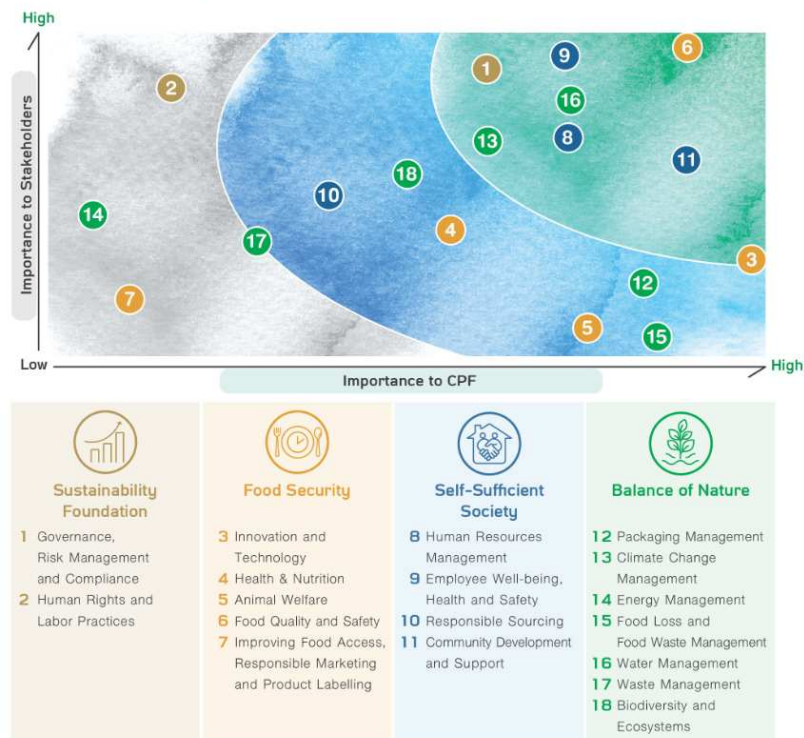 High
Importance to Stakeholders
1
9
6
2
16
13
8
11
18
10
14
4
17
3
12
7
5
15
Low
High
Importance to CPF
Sustainability
Foundation
1 Governance,
Risk Management
and Compliance
2 Human Rights and
Labor Practices
Food Security
3 Innovation and
Technology
4 Health & Nutrition
5 Animal Welfare
6 Food Quality and Safety
7 Improving Food Access,
Responsible Marketing
and Product Labelling
Self-Sufficient
Society
8 Human Resources
Management
9 Employee Well-being,
Health and Safety
10 Responsible Sourcing
11 Community Development
and Support
Balance of Nature
12 Packaging Management
13 Climate Change
Management
14 Energy Management
15 Food Loss and
Food Waste Management
16 Water Management
17 Waste Management
18 Biodiversity and
Ecosystems